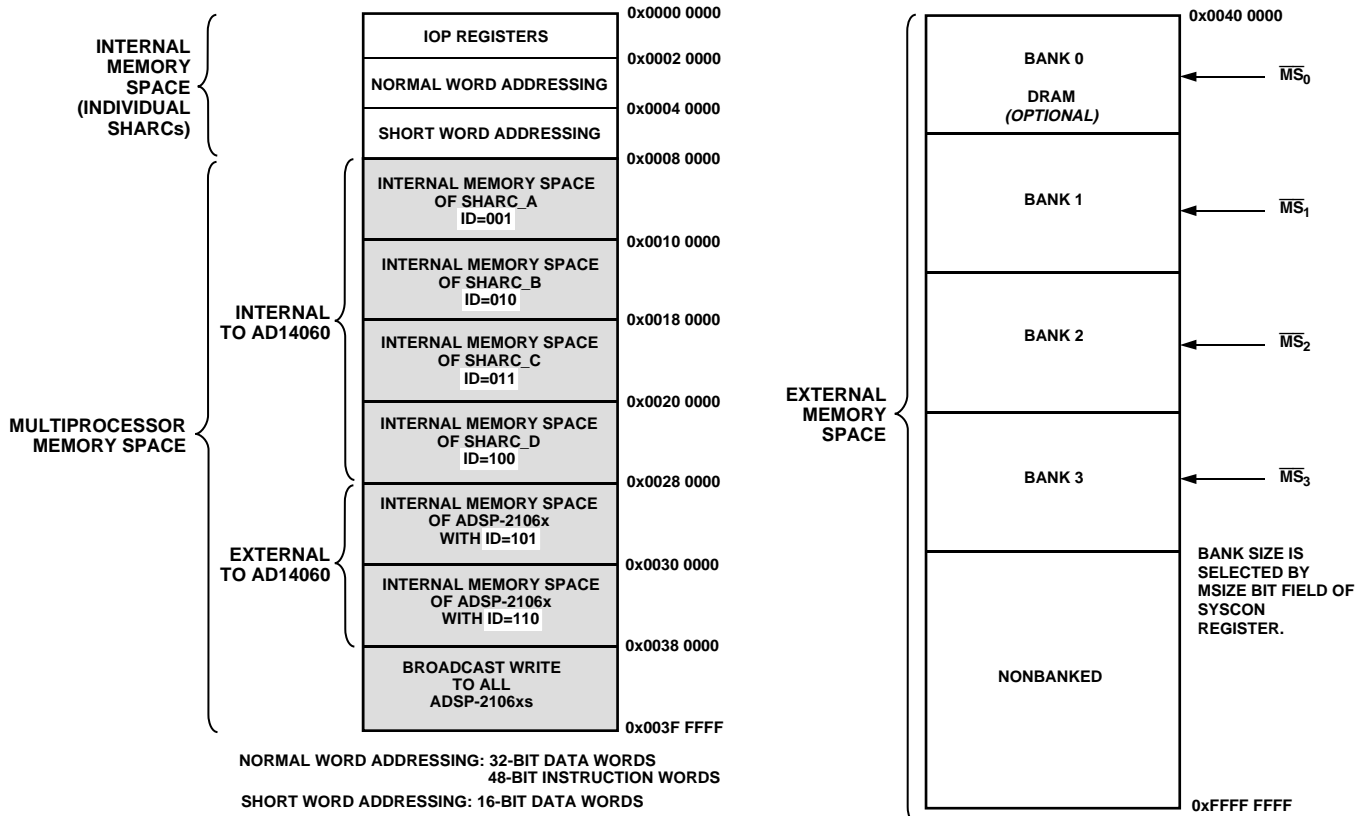 INTERNAL
MEMORY
SPACE
(INDIVIDUAL
SHARCs)
MULTIPROCESSOR
MEMORY SPACE
INTERNAL
TO AD14060
EXTERNAL
TO AD14060
0x0000 0000
IOP REGISTERS
0x0002 0000
NORMAL WORD ADDRESSING
0x0004 0000
SHORT WORD ADDRESSING
0x0008 0000
INTERNAL MEMORY SPACE
OF SHARC_A
ID=001
0x0010 0000
INTERNAL MEMORY SPACE
OF SHARC_B
ID=010
0x0018 0000
INTERNAL MEMORY SPACE
OF SHARC_C
ID=011
0x0020 0000
INTERNAL MEMORY SPACE
OF SHARC_D
ID=100
0x0028 0000
INTERNAL MEMORY SPACE
OF ADSP-2106x
WITH ID=101
0x0030 0000
INTERNAL MEMORY SPACE
OF ADSP-2106x
WITH ID=110
0x0038 0000
BROADCAST WRITE
TO ALL
ADSP-2106xs
0x003F FFFF
NORMAL WORD ADDRESSING: 32-BIT DATA WORDS
48-BIT INSTRUCTION WORDS
SHORT WORD ADDRESSING: 16-BIT DATA WORDS
EXTERNAL
MEMORY
SPACE
0x0040 0000
BANK 0
DRAM
(OPTIONAL)
MS0
BANK 1
MS1
BANK 2
MS2
BANK 3
MS3
BANK SIZE IS
SELECTED BY
MSIZE BIT FIELD OF
SYSCON
REGISTER.
NONBANKED
0xFFFF FFFF